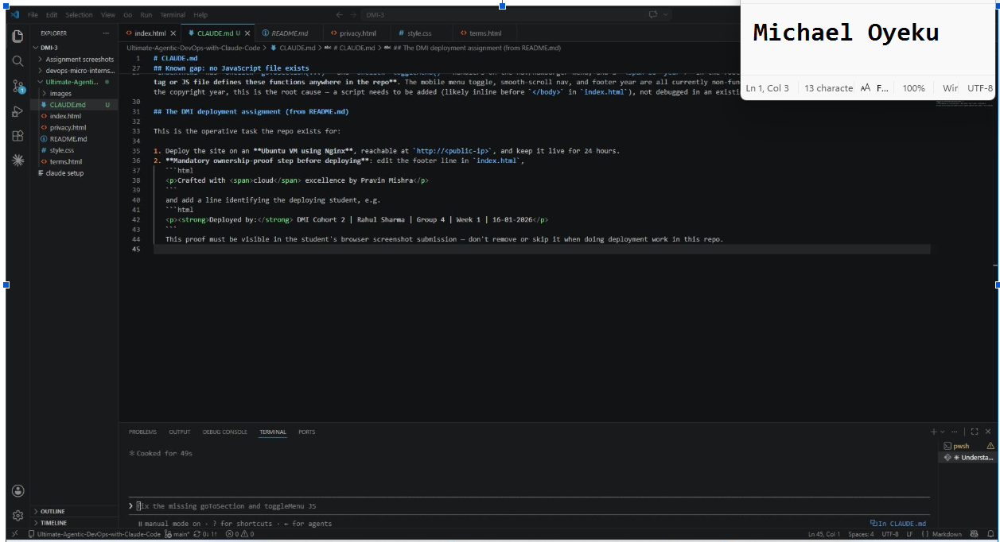 File Edit Selection View Go Run Terminal Help
DMI-3
Michael Oyeku
Ln 1, Col 3
13 characte
F...
100%
Wir
UTF-8
EXPLORER
DMI-3
Assignment screeshots
devops-micro-interns...
Ultimate-Agenti...
images
CLAUDE.md U
index.html
privacy.html
README.md
style.css
terms.html
claude setup
OUTLINE
TIMELINE
index.html
CLAUDE.md U
README.md
privacy.html
style.css
terms.html
Ultimate-Agentic-DevOps-with-Claude-Code > CLAUDE.md > # CLAUDE.md > ## The DMI deployment assignment (from README.md)
1 # CLAUDE.md
27 ## Known gap: no JavaScript file exists
tag or JS file defines these functions anywhere in the repo**. The mobile menu toggle, smooth-scroll nav, and footer year are all currently non-fun
the copyright year, this is the root cause — a script needs to be added (likely inline before `</body>` in `index.html`), not debugged in an existin
30
31 ## The DMI deployment assignment (from README.md)
32
33 This is the operative task the repo exists for:
34
35 1. Deploy the site on an **Ubuntu VM using Nginx**, reachable at `http://<public-ip>`, and keep it live for 24 hours.
36 2. **Mandatory ownership-proof step before deploying**: edit the footer line in `index.html`,
37 ```html
38 <p>Crafted with <span>cloud</span> excellence by Pravin Mishra</p>
39 ```
40 and add a line identifying the deploying student, e.g.
41 ```html
42 <p><strong>Deployed by:</strong> DMI Cohort 2 | Rahul Sharma | Group 4 | Week 1 | 16-01-2026</p>
43 ```
44 This proof must be visible in the student's browser screenshot submission — don't remove or skip it when doing deployment work in this repo.
45
PROBLEMS OUTPUT DEBUG CONSOLE TERMINAL PORTS
Cooked for 49s
fix the missing goToSection and toggleMenu JS
manual mode on · ? for shortcuts · ← for agents
In CLAUDE.md
pwsh
Understa...
Ultimate-Agentic-DevOps-with-Claude-Code main* 0↓ 1↑ 0 0
Ln 45, Col 1 Spaces: 4 UTF-8 LF {} Markdown